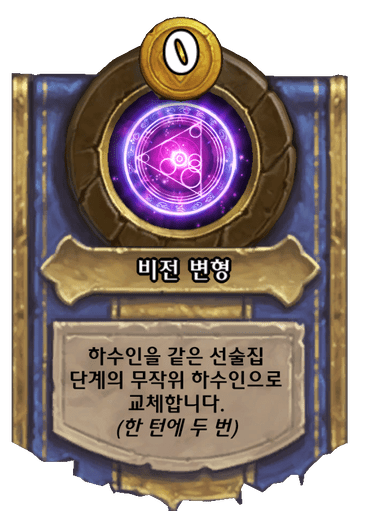 0
비전 변형
하수인을 같은 선술집
단계의 무작위 하수인으로
교체합니다.
(한 턴에 두 번)